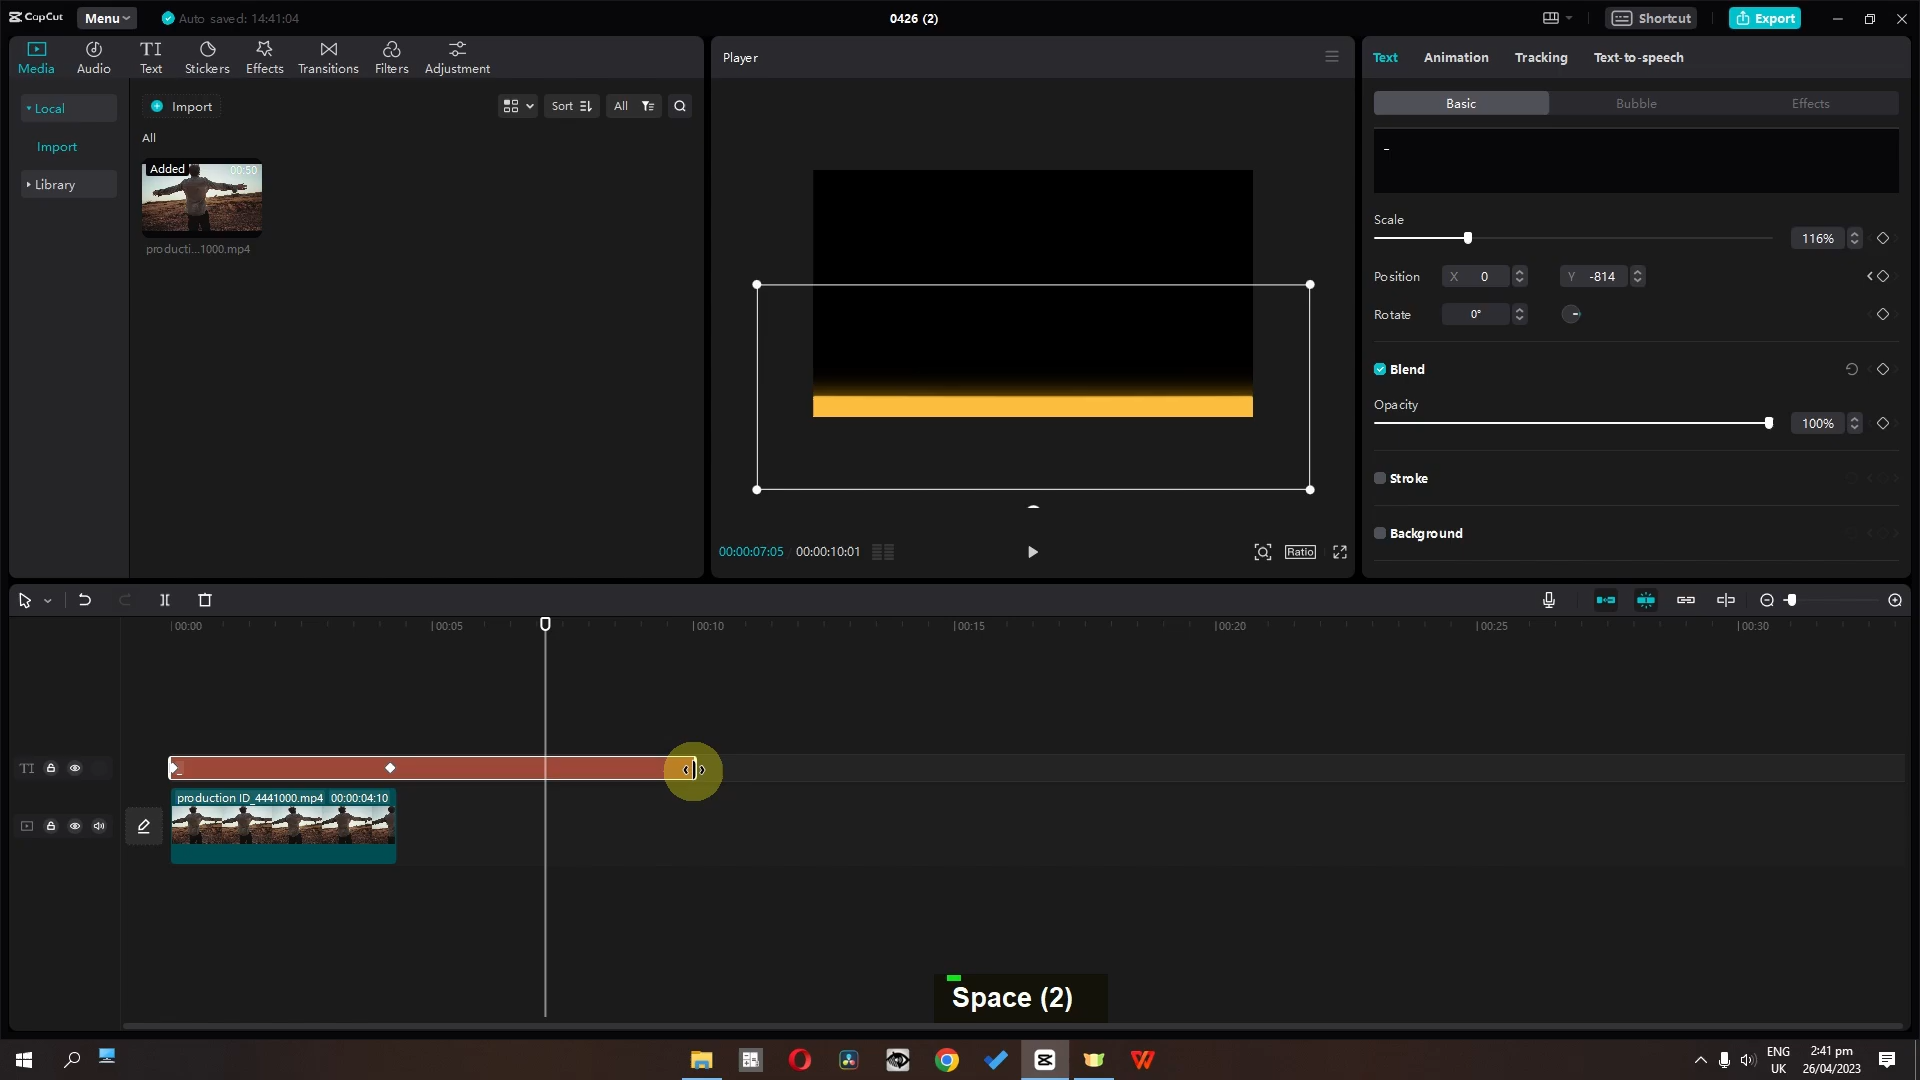 CapCut
Menu
Auto saved: 14:41:04
0426 (2)
Shortcut
Export
Media
Audio
Text
Stickers
Effects
Transitions
Filters
Adjustment
Local
Import
Library
Import
Sort
All
All
Added
00:50
producti...1000.mp4
Player
00:00:07:05
00:00:10:01
Ratio
Text
Animation
Tracking
Text-to-speech
Basic
Bubble
Effects
_
Scale
116%
Position
X
0
Y
-814
Rotate
0°
Blend
Opacity
100%
Stroke
Background
00:00
00:05
00:10
00:15
00:20
00:25
00:30
TI
production ID_4441000.mp4
00:00:04:10
Space (2)
ENG
UK
2:41 pm
26/04/2023